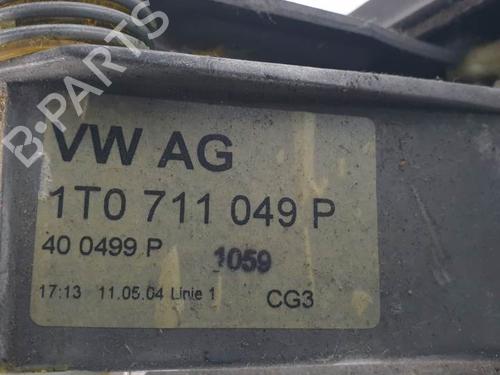 B-PARTS
VW AG
1T0 711 049 P
40 0499 P 1059
17:13 11.05.04 Linie 1 CG3